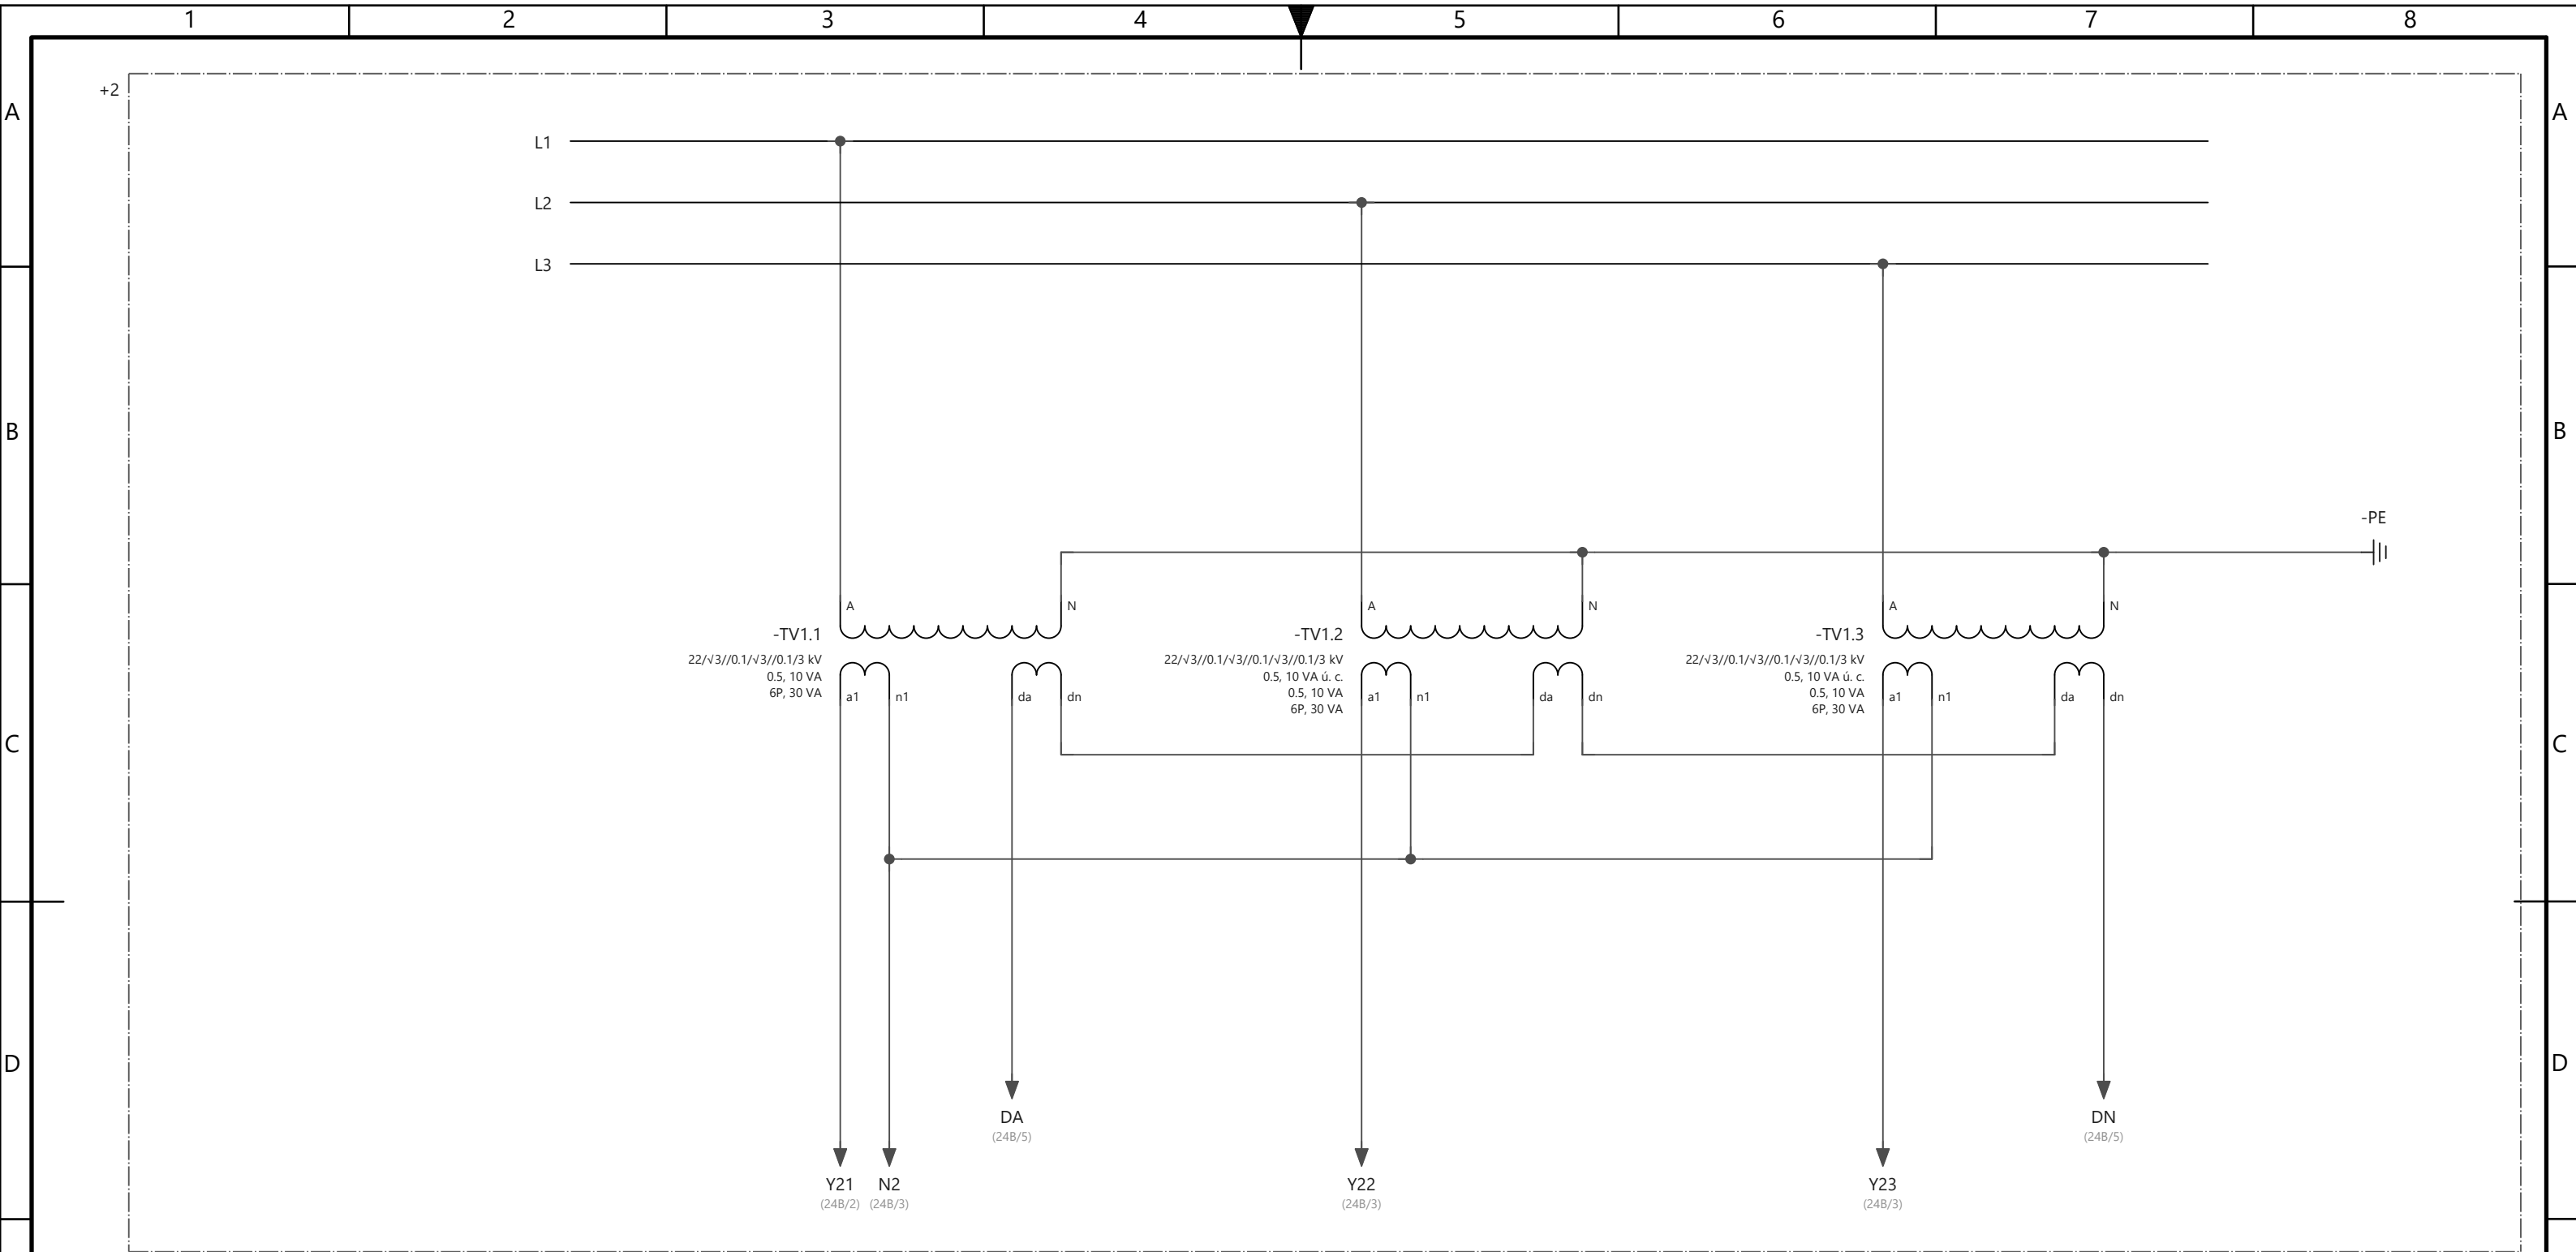 1 2 3 4 5 6 7 8
A A
+2
L1
L2
L3
B B
-PE
A N A N A N
-TV1.1 -TV1.2 -TV1.3
22/√3//0.1/√3//0.1/3 kV 22/√3//0.1/√3//0.1/√3//0.1/3 kV 22/√3//0.1/√3//0.1/√3//0.1/3 kV
0.5, 10 VA 0.5, 10 VA ú. c. 0.5, 10 VA ú. c.
6P, 30 VA 0.5, 10 VA 0.5, 10 VA
a1 n1 da dn a1 n1 da dn a1 n1 da dn
6P, 30 VA 6P, 30 VA
C C
D D
DA DN
(24B/5) (24B/5)
Y21 N2 Y22 Y23
(24B/2) (24B/3) (24B/3) (24B/3)